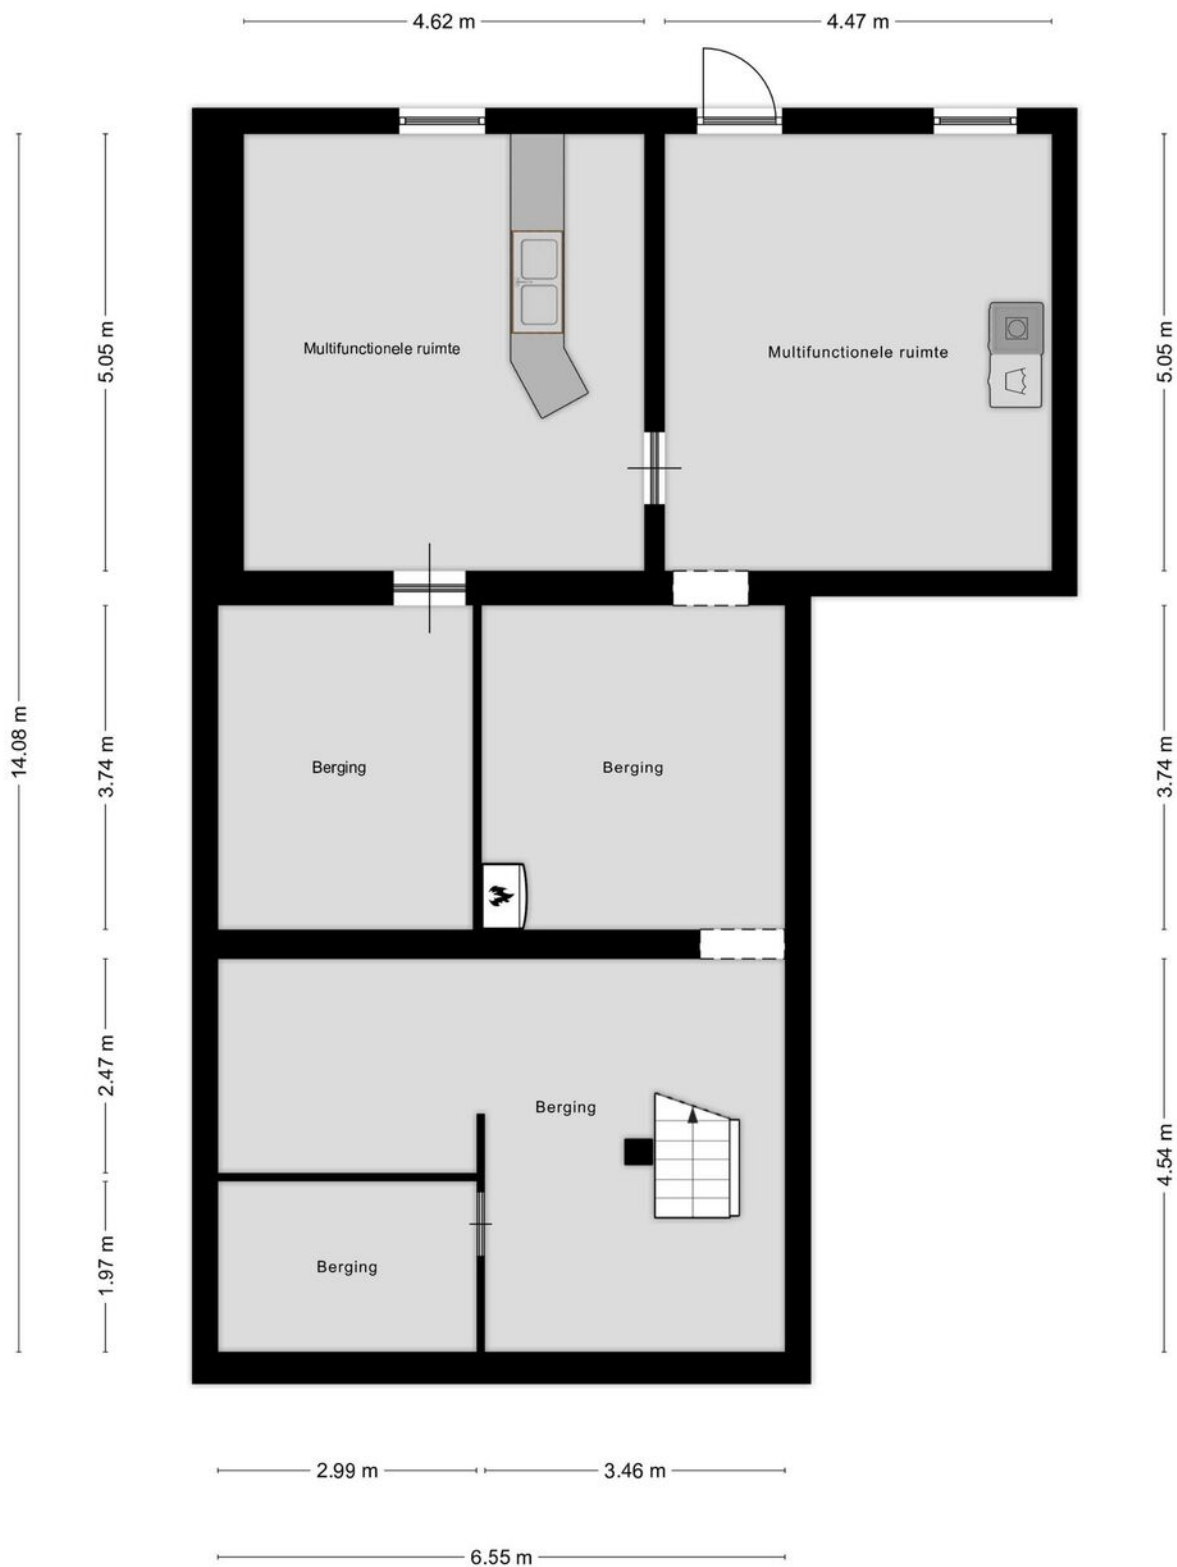 4.62 m
4.47 m
5.05 m
5.05 m
Multifunctionele ruimte
Multifunctionele ruimte
14.08 m
3.74 m
3.74 m
Berging
Berging
2.47 m
Berging
4.54 m
1.97 m
Berging
2.99 m
3.46 m
6.55 m